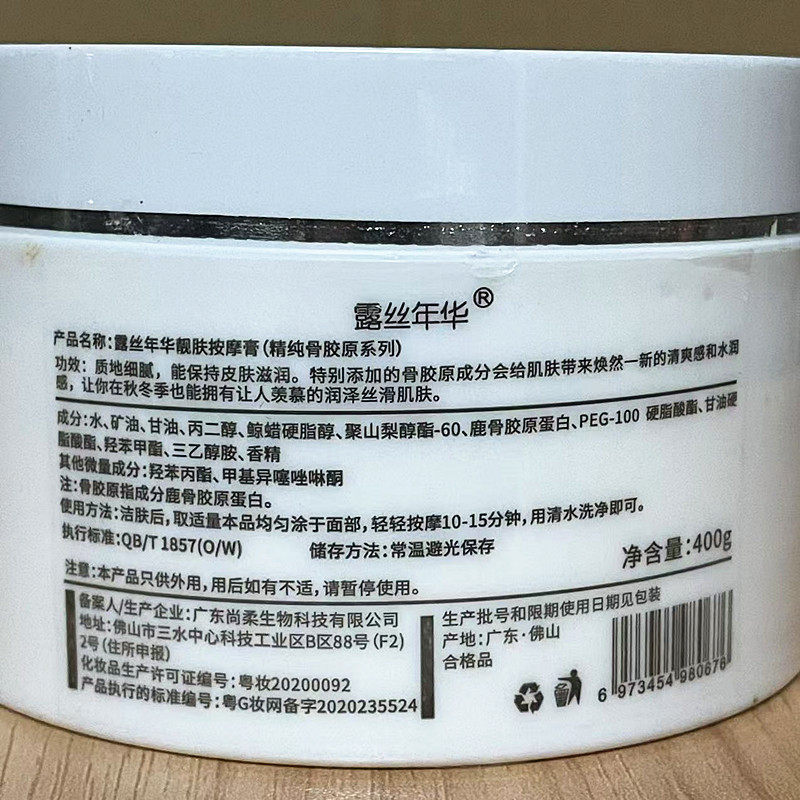 露丝年华®
产品名称:露丝年华靓肤按摩膏(精纯骨胶原系列)
功效: 质地细腻，能保持皮肤滋润。特别添加的骨胶原成分会给肌肤带来焕然一新的清爽感和水润
感，让你在秋冬季也能拥有让人羡慕的润泽丝滑肌肤。
成分:水、矿油、甘油、丙二醇、鲸蜡硬脂醇、聚山梨醇酯-60、鹿骨胶原蛋白、PEG-100 硬脂酸酯、甘油硬
脂酸酯、羟苯甲酯、三乙醇胺、香精
其他微量成分:羟苯丙酯、甲基异噻唑啉酮
注:骨胶原指成分鹿骨胶原蛋白。
使用方法:洁肤后，取适量本品均匀涂于面部，轻轻按摩10-15分钟，用清水洗净即可。
执行标准:QB/T 1857(O/W) 储存方法:常温避光保存 净含量:400g
注意:本产品只供外用，用后如有不适，请暂停使用。
备案人/生产企业:广东尚柔生物科技有限公司
地址:佛山市三水中心科技工业区B区88号(F2)
2号(住所申报)
化妆品生产许可证编号:粤妆20200092
产品执行的标准编号:粤G妆网备字2020235524
生产批号和限期使用日期见包装
产地:广东·佛山
合格品
6 973454 980676